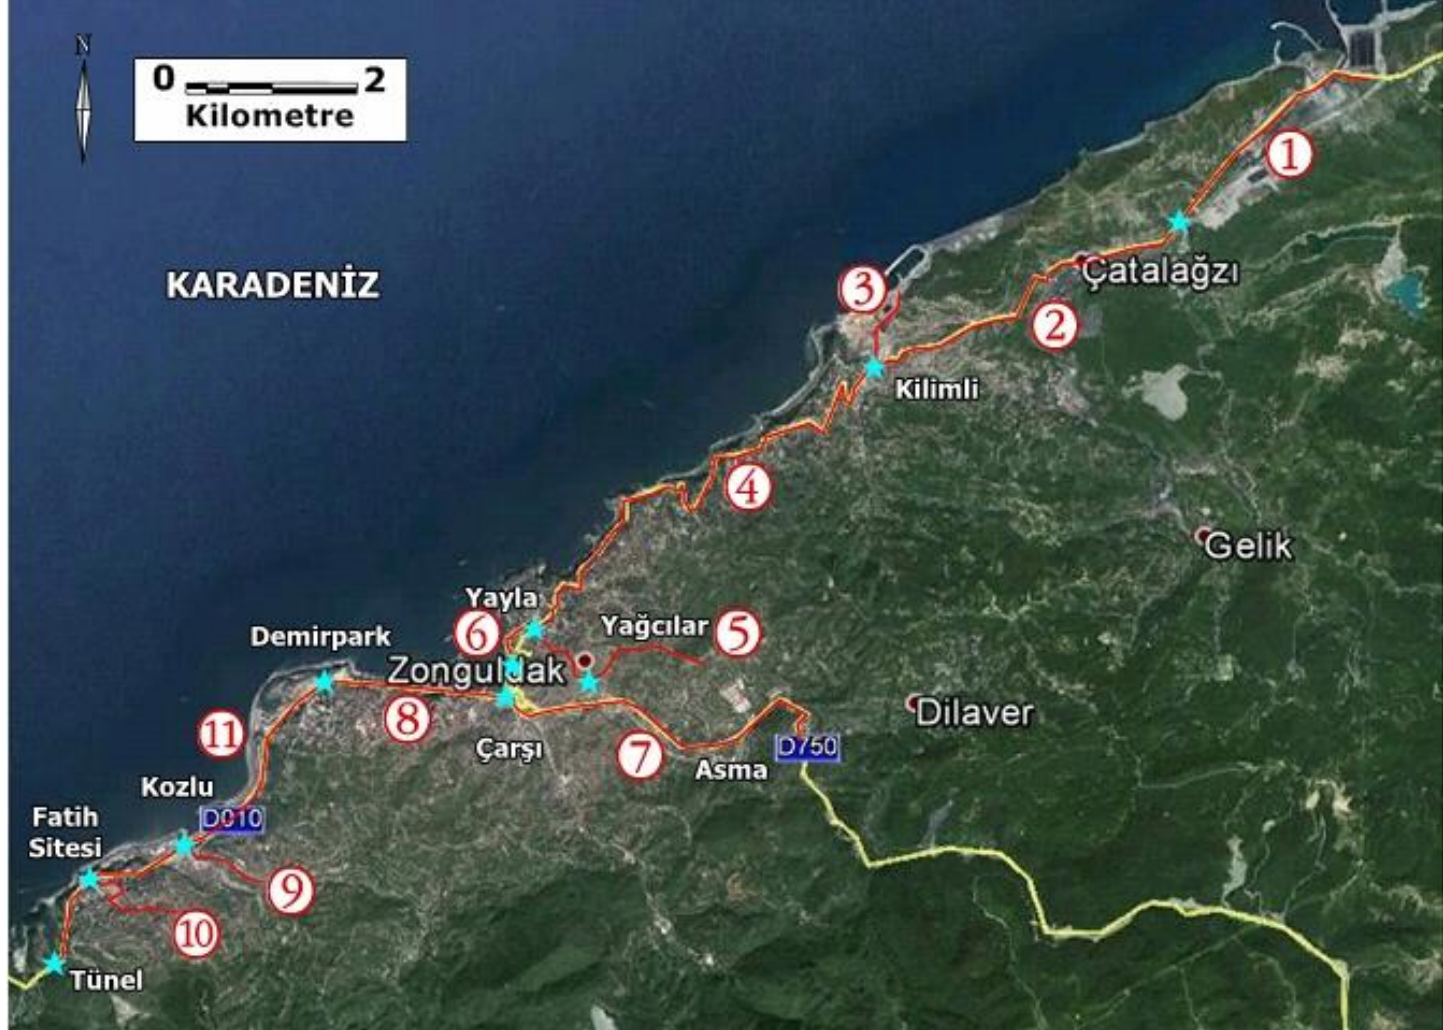 N
0 2
Kilometre
KARADENİZ
1
Çatalağzı
2
3
Kilimli
4
Gelik
Yayla
6
Yağcılar
5
Demirpark
Zonguldak
8
Dilaver
11
Çarşı
7
Asma
D750
Kozlu
D010
Fatih
Sitesi
9
10
Tünel